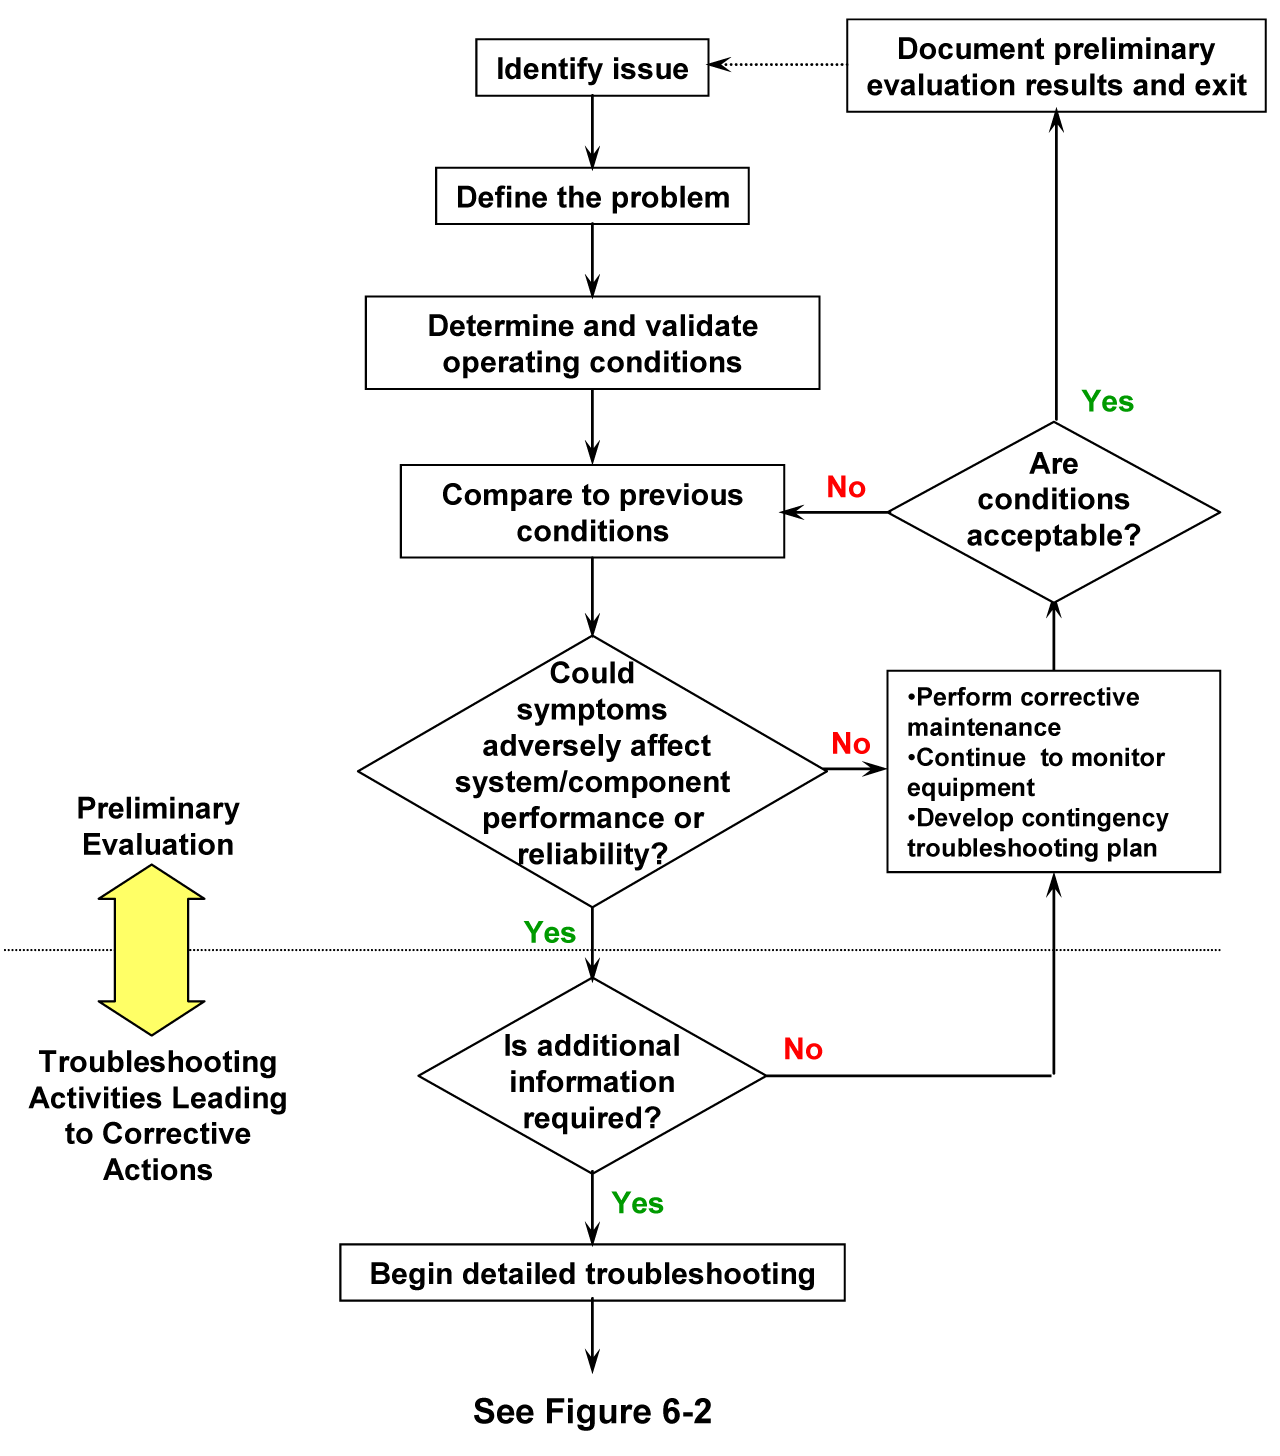 Identify issue
Document preliminary
evaluation results and exit
Define the problem
Determine and validate
operating conditions
Yes
Compare to previous
conditions
No
Are
conditions
acceptable?
Could
symptoms
adversely affect
system/component
performance or
reliability?
No
•Perform corrective
maintenance
•Continue  to monitor
equipment
•Develop contingency
troubleshooting plan
Preliminary
Evaluation
Yes
Troubleshooting
Activities Leading
to Corrective
Actions
Is additional
information
required?
No
Yes
Begin detailed troubleshooting
See Figure 6-2